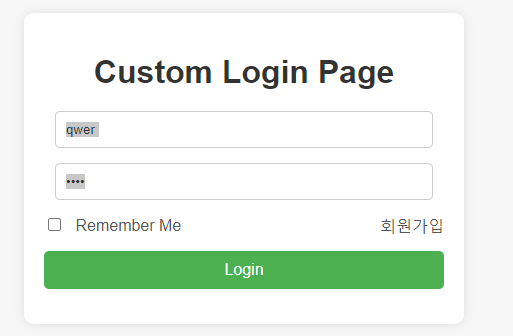 Custom Login Page
qwer
••••
Remember Me 회원가입
Login